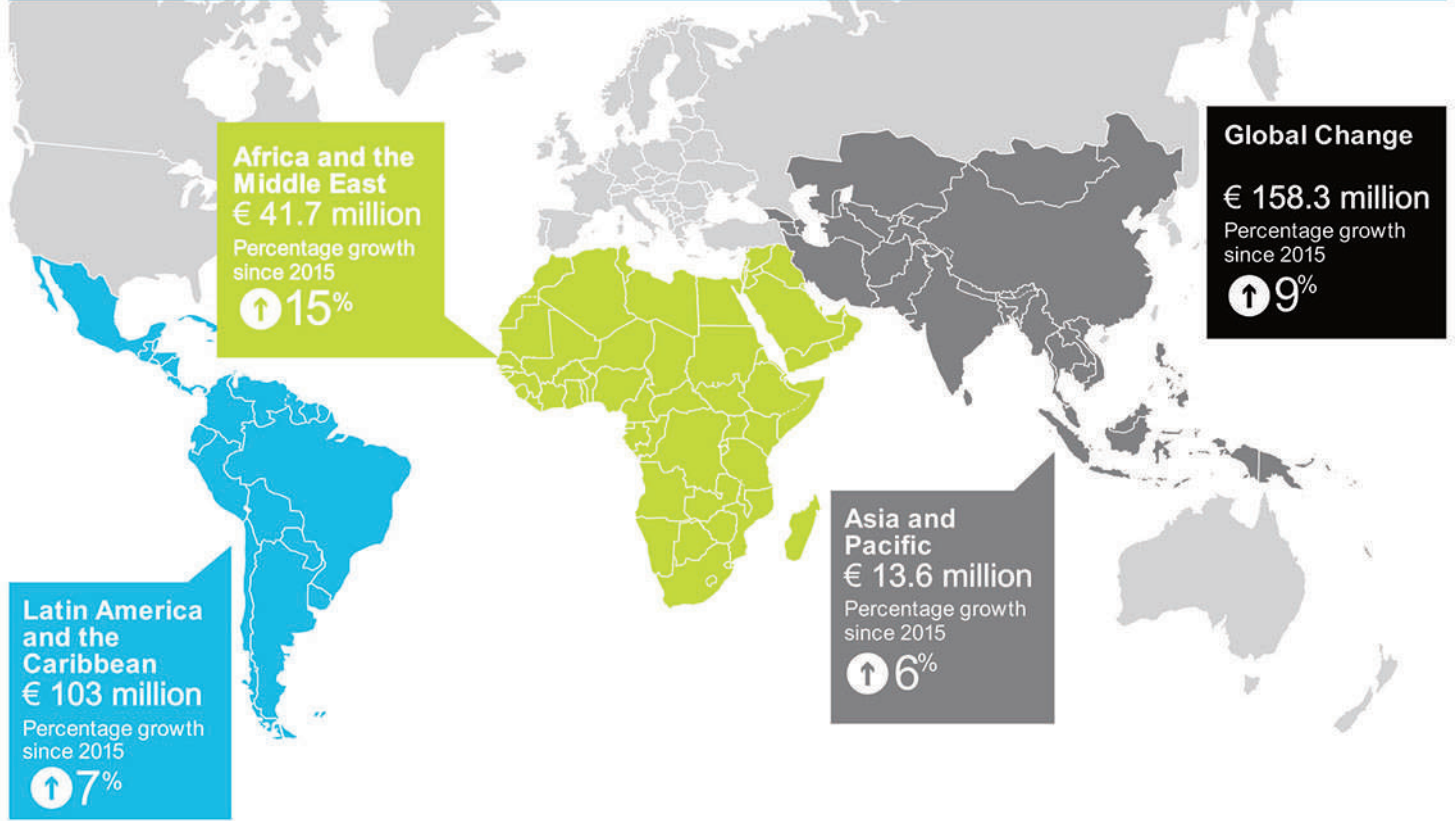 Africa and the
Middle East
€ 41.7 million
Percentage growth
since 2015
15%
Global Change
€ 158.3 million
Percentage growth
since 2015
9%
Asia and
Pacific
€ 13.6 million
Percentage growth
since 2015
6%
Latin America
and the
Caribbean
€ 103 million
Percentage growth
since 2015
7%